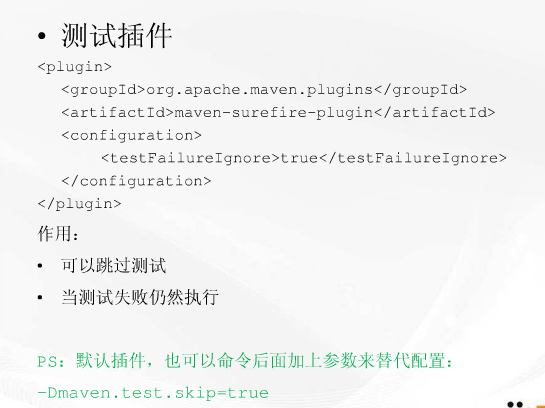 • 测试插件
<plugin>
<groupId>org.apache.maven.plugins</groupId>
<artifactId>maven-surefire-plugin</artifactId>
<configuration>
<testFailureIgnore>true</testFailureIgnore>
</configuration>
</plugin>
作用：
• 可以跳过测试
• 当测试失败仍然执行
PS：默认插件，也可以命令后面加上参数来替代配置：
-Dmaven.test.skip=true